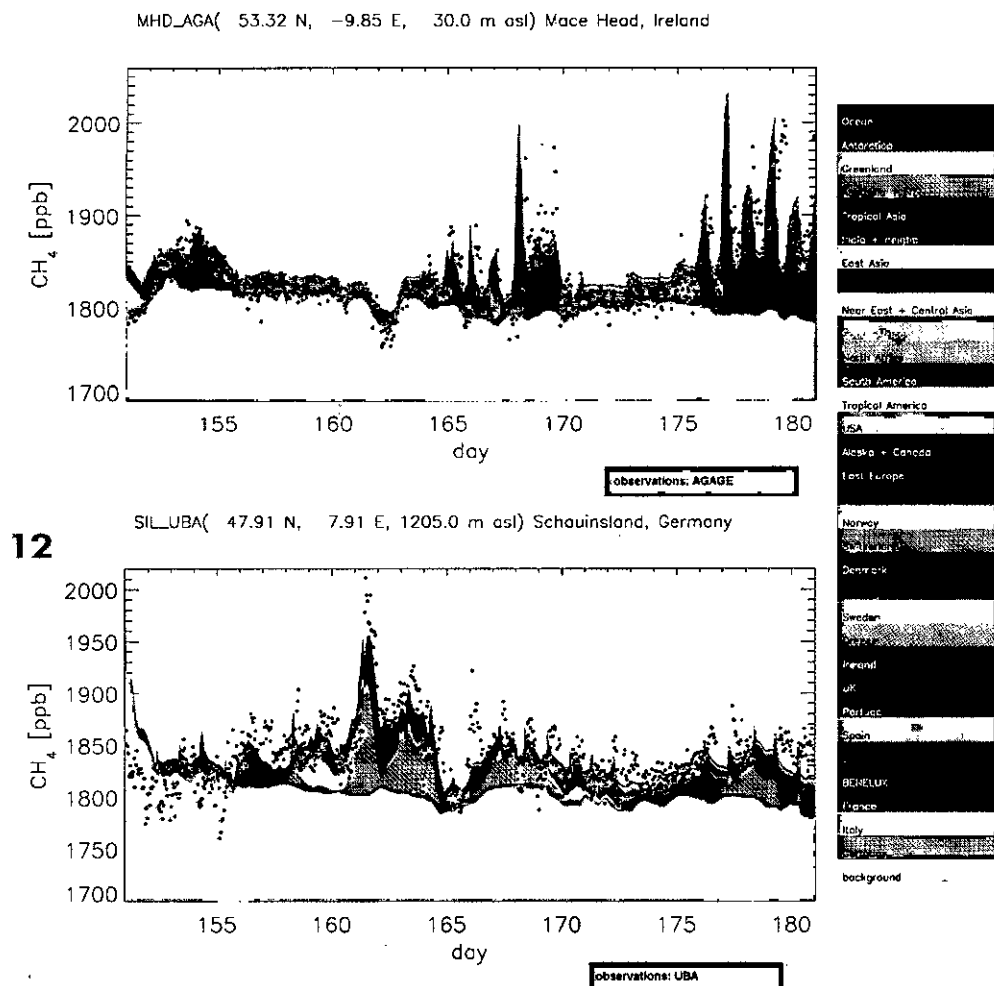 MHD_AGA( 53.32 N, -9.85 E, 30.0 m asl) Mace Head, Ireland
CH4 [ppb]
2000
1900
1800
1700
155 160 165 170 175 180
day
observations: AGAGE
12
SIL_UBA( 47.91 N, 7.91 E, 1205.0 m asl) Schauinsland, Germany
CH4 [ppb]
2000
1950
1900
1850
1800
1750
1700
155 160 165 170 175 180
day
observations: UBA
Ocean
Antarctica
Greenland
Tropical Asia
East Asia
Near East + Central Asia
South America
Tropical America
USA
Alaska + Canada
East Europe
Norway
Denmark
Sweden
Ireland
UK
Portugal
Spain
BENELUX
France
Italy
background